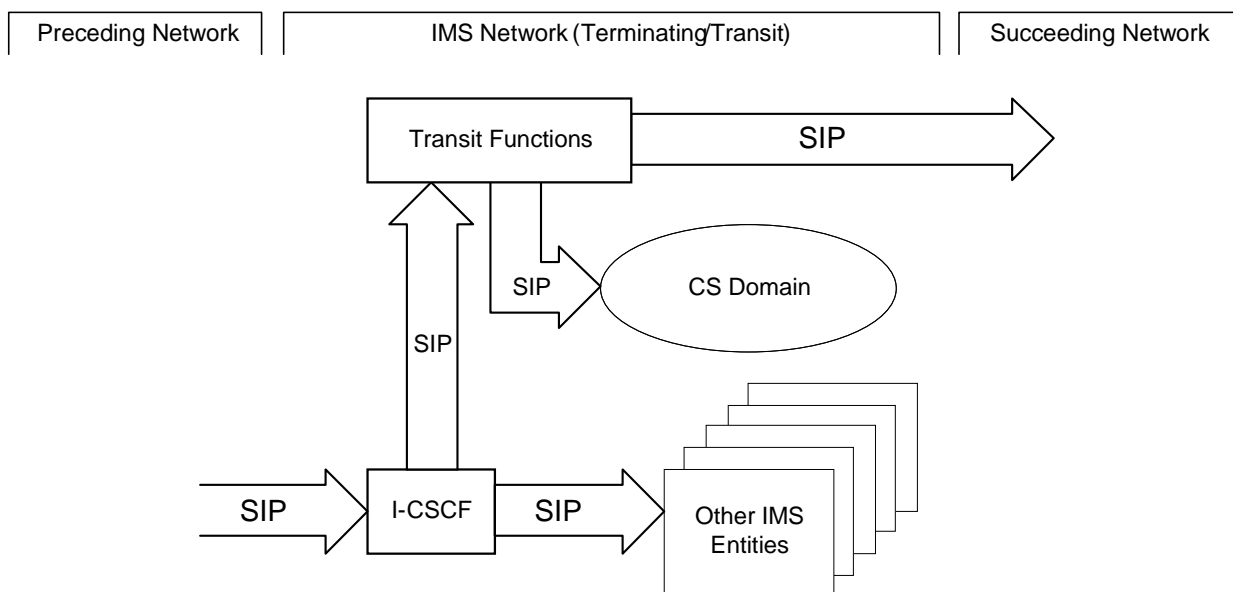 Preceding Network
IMS Network (Terminating/Transit)
Succeeding Network
Transit Functions
SIP
SIP
CS Domain
SIP
SIP
I-CSCF
SIP
Other IMS
Entities